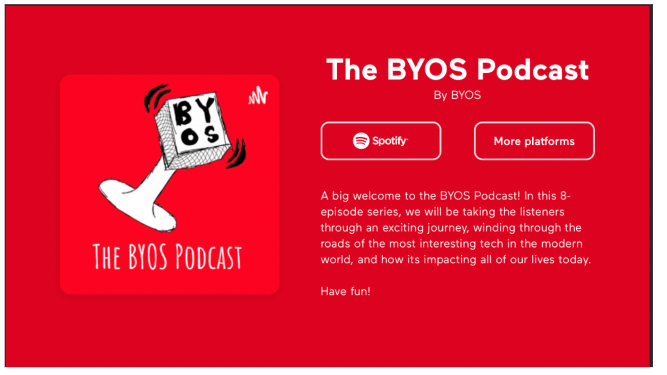 BY
OS
THE BYOS PODCAST
The BYOS Podcast
By BYOS
Spotify
More platforms
A big welcome to the BYOS Podcast! In this 8-
episode series, we will be taking the listeners
through an exciting journey, winding through the
roads of the most interesting tech in the modern
world, and how its impacting all of our lives today.
Have fun!